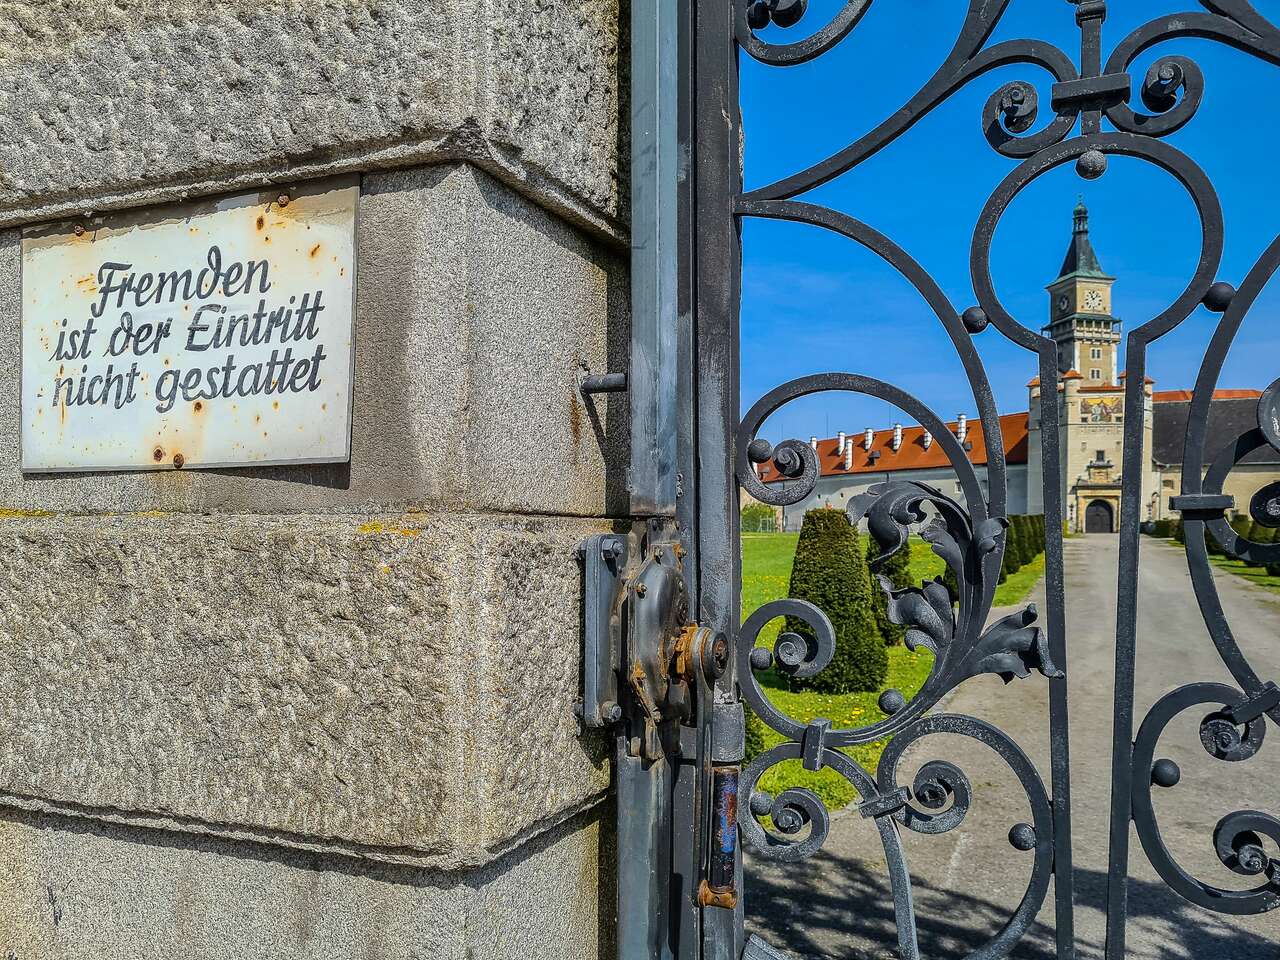 Fremden
ist der Eintritt
nicht gestattet